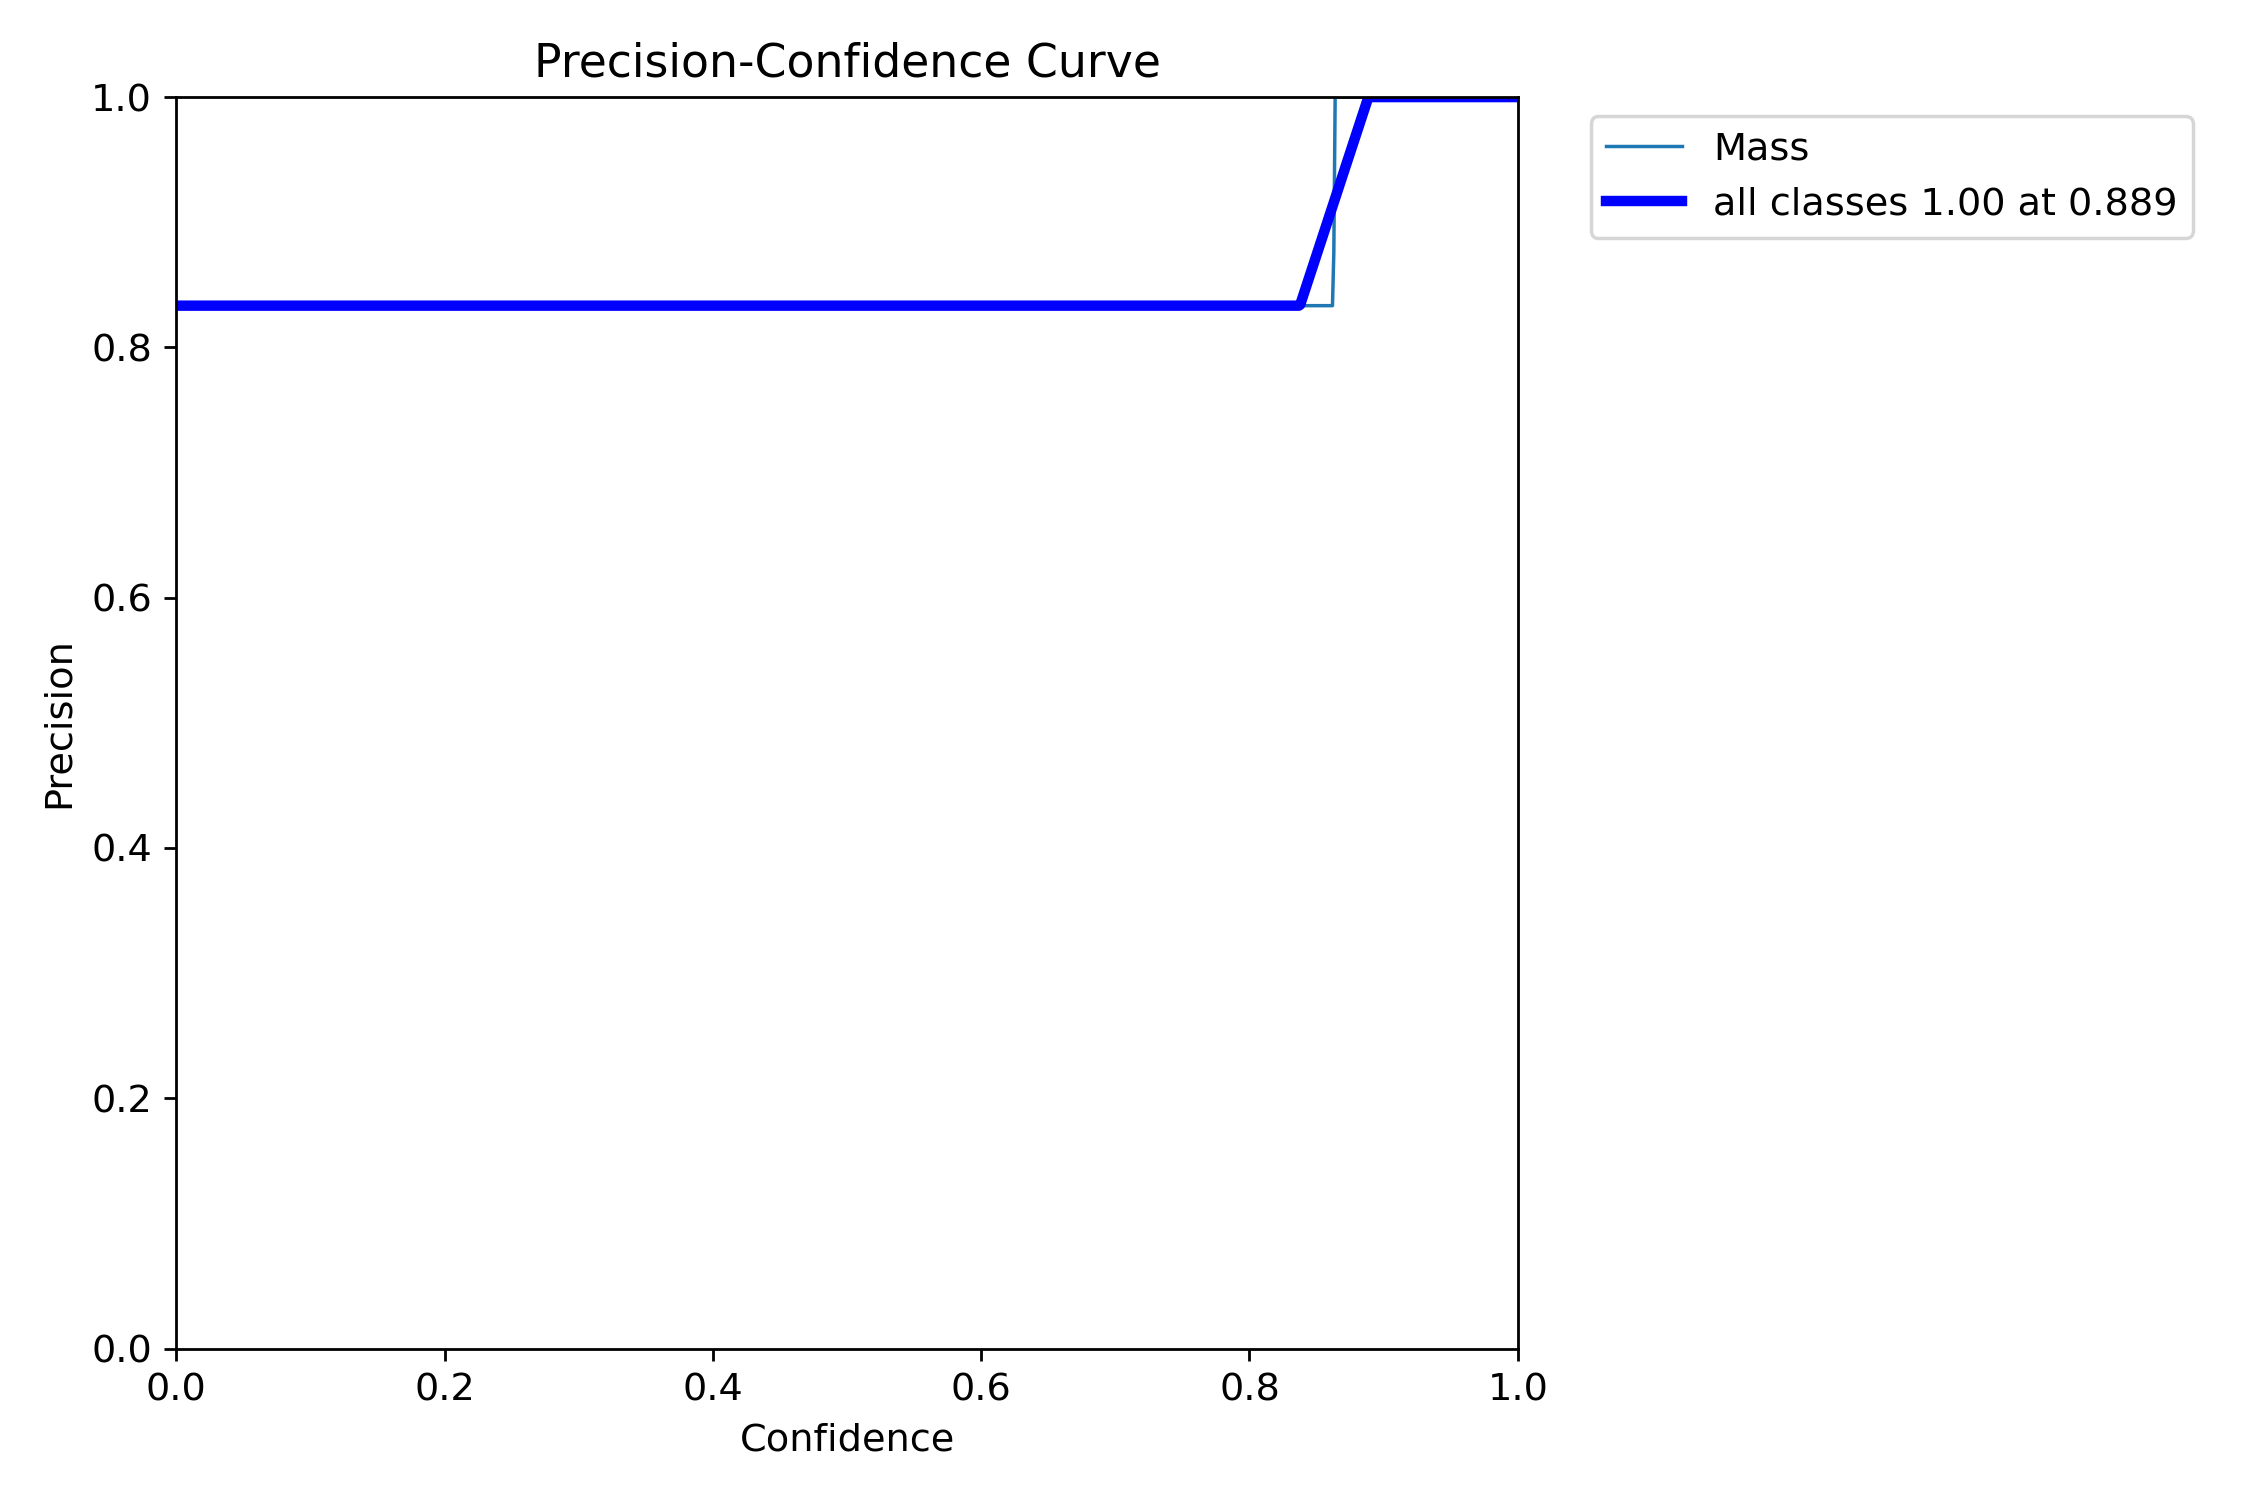 Precision-Confidence Curve
1.0
0.8
0.6
0.4
0.2
0.0
Precision
0.0 0.2 0.4 0.6 0.8 1.0
Confidence
Mass
all classes 1.00 at 0.889